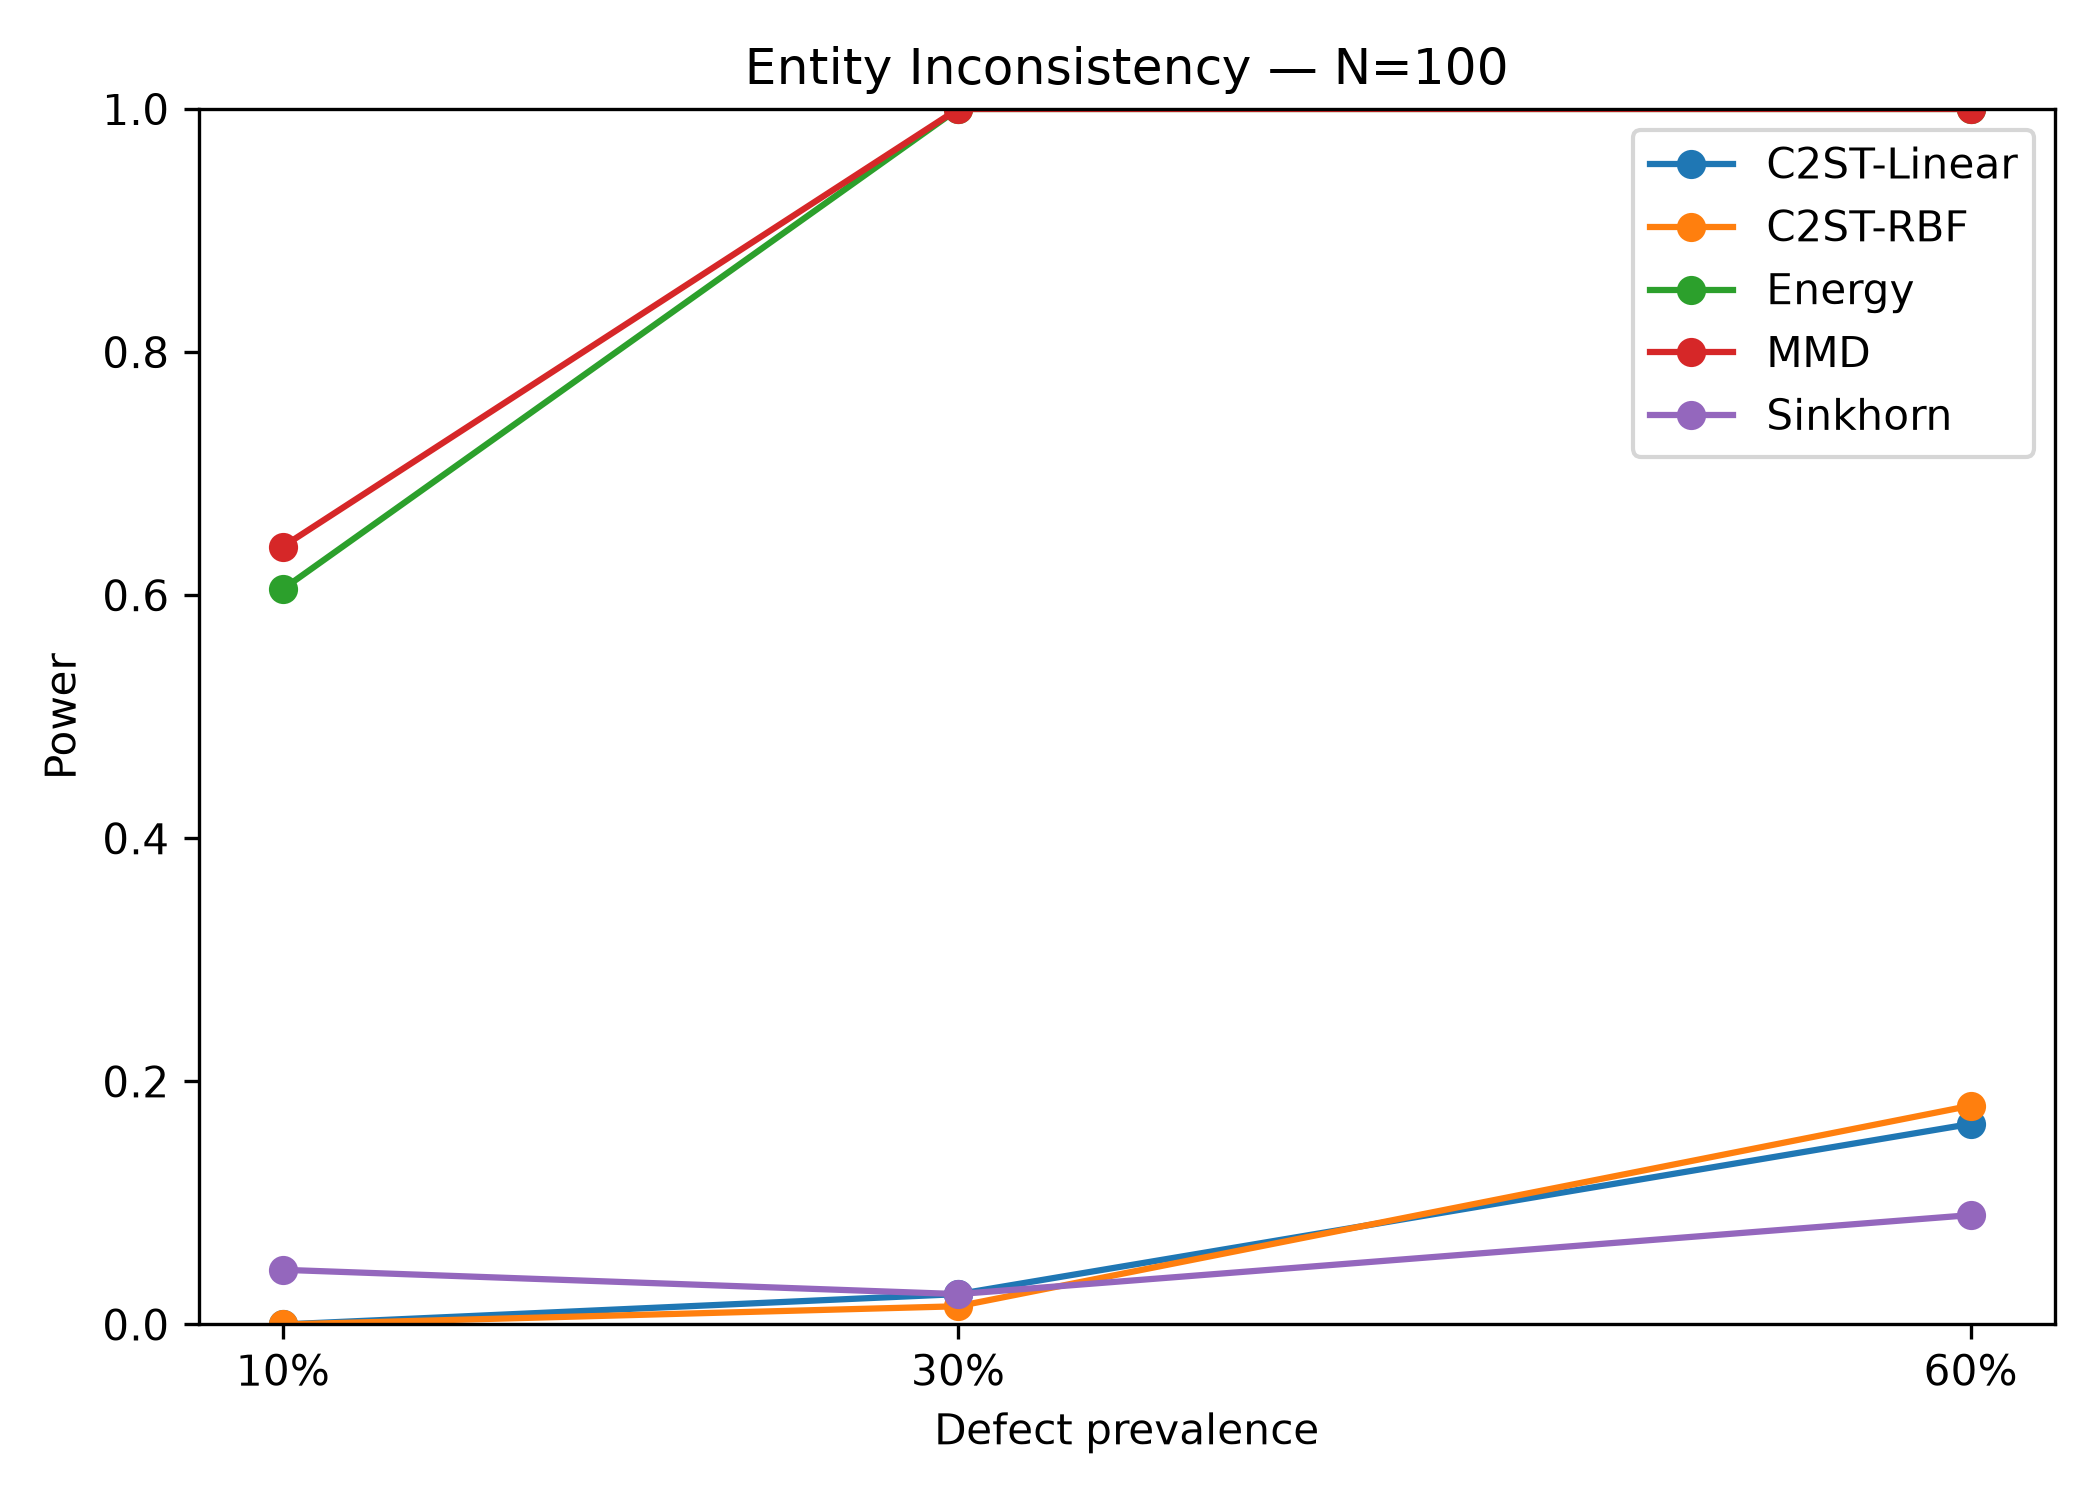 Entity Inconsistency — N=100
1.0
0.8
0.6
0.4
0.2
0.0
Power
10%
30%
60%
Defect prevalence
C2ST-Linear
C2ST-RBF
Energy
MMD
Sinkhorn